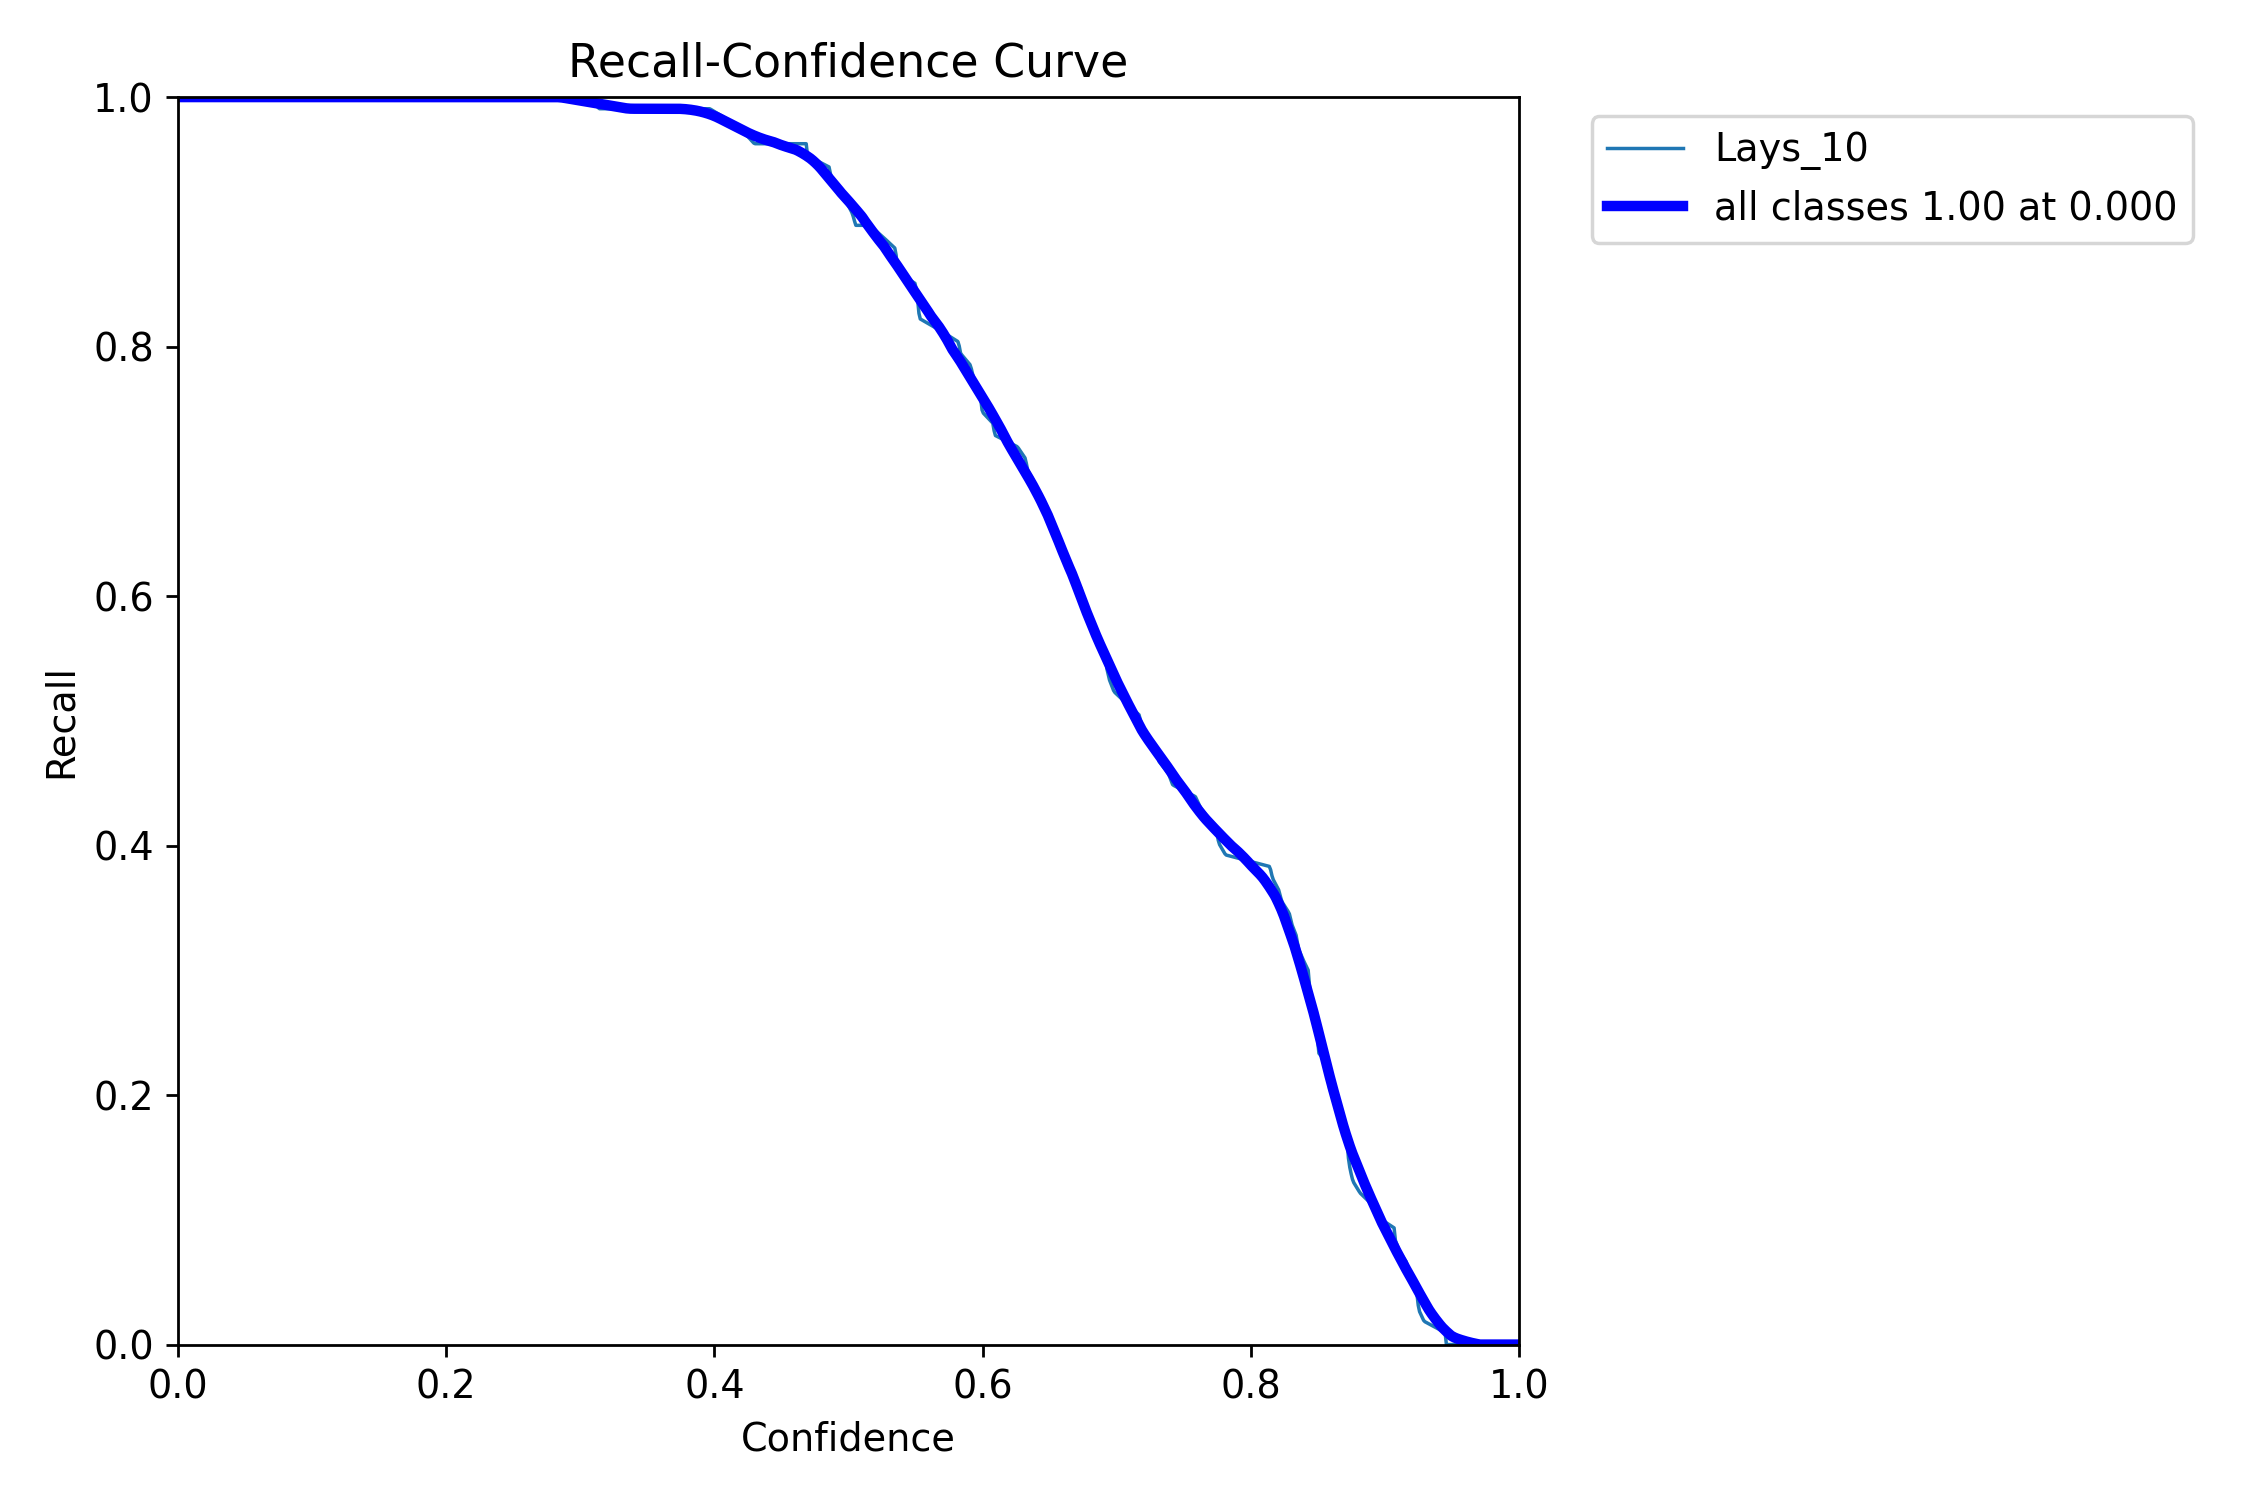 Recall-Confidence Curve
1.0
0.8
0.6
0.4
0.2
0.0
Recall
0.0 0.2 0.4 0.6 0.8 1.0
Confidence
Lays_10
all classes 1.00 at 0.000